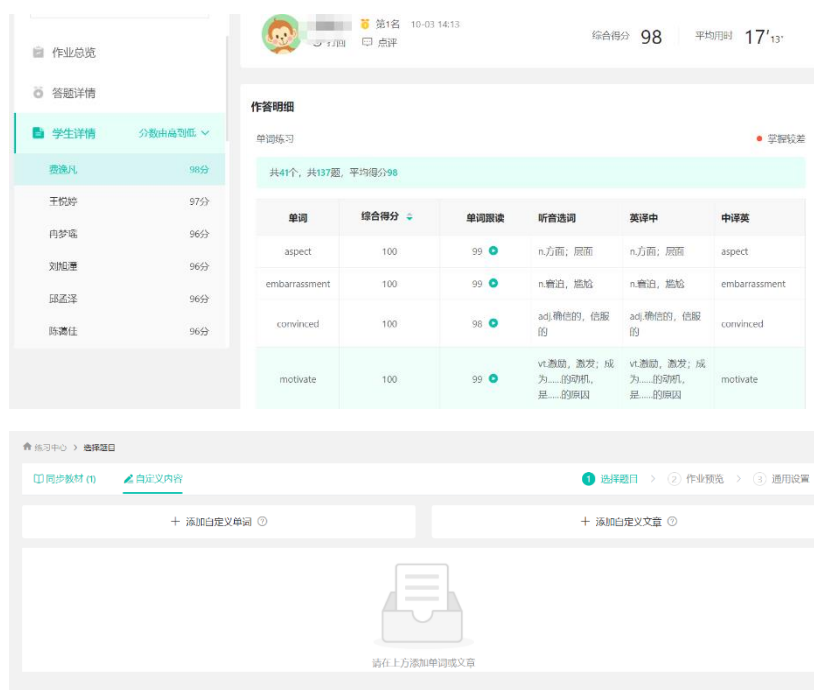 第1名 10-03 14:13
打回 点评
综合得分 98 平均用时 17'13"
作业总览
答题详情
学生详情 分数由高到低
费逸凡 98分
王悦婷 97分
冉梦瑶 96分
96分
邱孟泽 96分
96分
作答明细
单词练习 掌握较差
共41个，共137题，平均得分98
单词 综合得分 单词跟读 听音选词 英译中 中译英
aspect 100 99 n.方面；层面 n.方面；层面 aspect
embarrassment 100 99 n.窘迫，尴尬 n.窘迫，尴尬 embarrassment
convinced 100 98 adj.确信的，信服的 adj.确信的，信服的 convinced
motivate 100 99 vt.激励，激发；成为……的动机，是……的原因 vt.激励，激发；成为……的动机，是……的原因 motivate
练习中心 > 选择题目
同步教材 (1) 自定义内容
1 选择题目 > 2 作业预览 > 3 通用设置
+ 添加自定义单词 ?
+ 添加自定义文章 ?
请在上方添加单词或文章